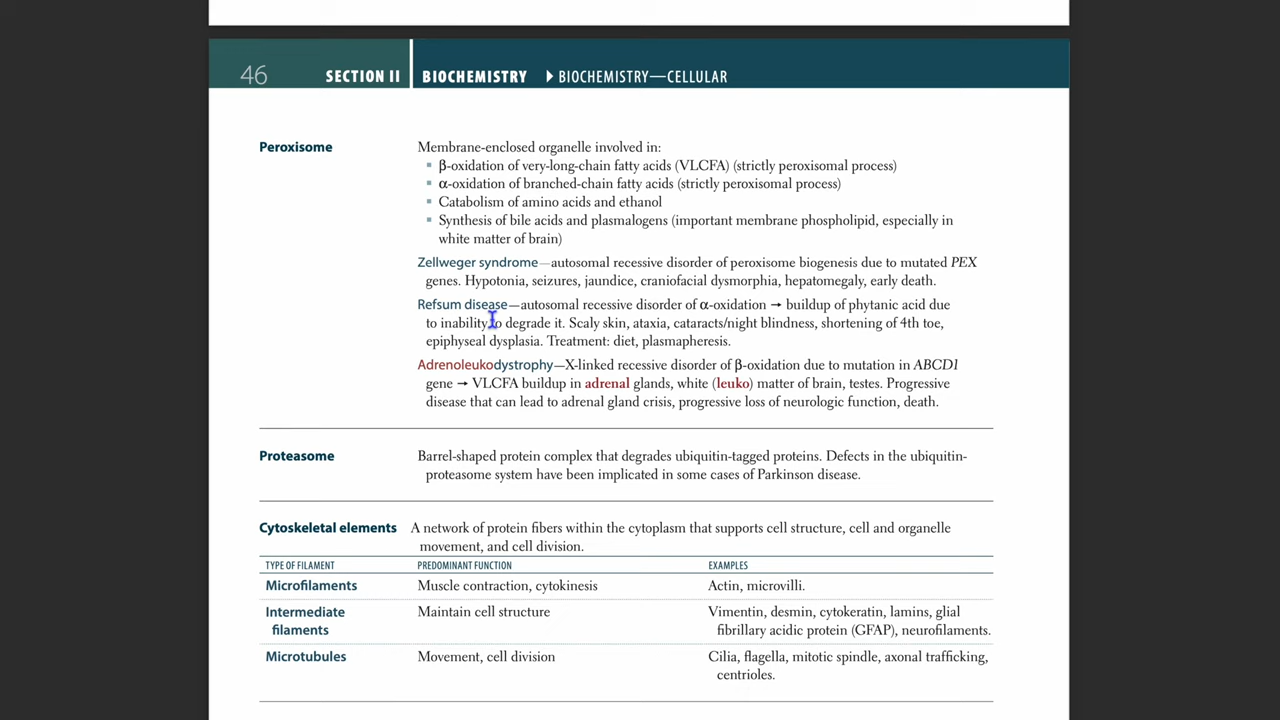 46 SECTION II BIOCHEMISTRY ▶ BIOCHEMISTRY—CELLULAR
Peroxisome
Membrane-enclosed organelle involved in:
▪ β-oxidation of very-long-chain fatty acids (VLCFA) (strictly peroxisomal process)
▪ α-oxidation of branched-chain fatty acids (strictly peroxisomal process)
▪ Catabolism of amino acids and ethanol
▪ Synthesis of bile acids and plasmalogens (important membrane phospholipid, especially in
white matter of brain)
Zellweger syndrome—autosomal recessive disorder of peroxisome biogenesis due to mutated PEX
genes. Hypotonia, seizures, jaundice, craniofacial dysmorphia, hepatomegaly, early death.
Refsum disease—autosomal recessive disorder of α-oxidation → buildup of phytanic acid due
to inability to degrade it. Scaly skin, ataxia, cataracts/night blindness, shortening of 4th toe,
epiphyseal dysplasia. Treatment: diet, plasmapheresis.
Adrenoleukodystrophy—X-linked recessive disorder of β-oxidation due to mutation in ABCD1
gene → VLCFA buildup in adrenal glands, white (leuko) matter of brain, testes. Progressive
disease that can lead to adrenal gland crisis, progressive loss of neurologic function, death.
Proteasome
Barrel-shaped protein complex that degrades ubiquitin-tagged proteins. Defects in the ubiquitin-
proteasome system have been implicated in some cases of Parkinson disease.
Cytoskeletal elements
A network of protein fibers within the cytoplasm that supports cell structure, cell and organelle
movement, and cell division.
TYPE OF FILAMENT PREDOMINANT FUNCTION EXAMPLES
Microfilaments Muscle contraction, cytokinesis Actin, microvilli.
Intermediate Maintain cell structure Vimentin, desmin, cytokeratin, lamins, glial
filaments fibrillary acidic protein (GFAP), neurofilaments.
Microtubules Movement, cell division Cilia, flagella, mitotic spindle, axonal trafficking,
centrioles.